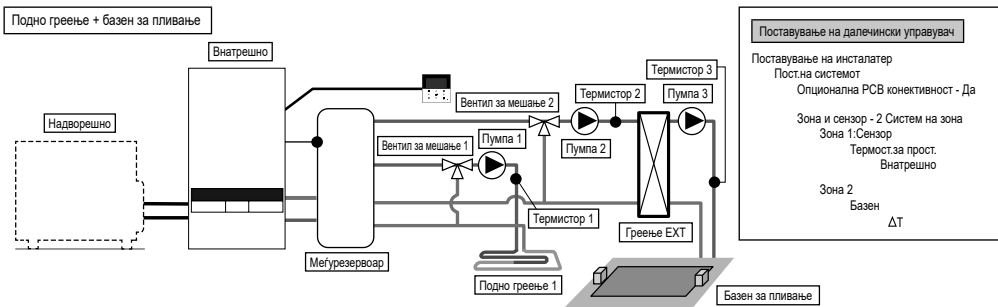 Подно греење + базен за пливање
Внатрешно
Надворешно
Вентил за мешање 2
Термистор 2
Термистор 3
Пумпа 3
Вентил за мешање 1
Пумпа 1
Пумпа 2
Термистор 1
Греење EXT
Меѓурезервоар
Подно греење 1
Базен за пливање
Поставување на далечински управувач
Поставување на инсталатер
Пост.на системот
Опционална PCB конективност - Да
Зона и сензор - 2 Систем на зона
Зона 1:Сензор
Термост.за прост.
Внатрешно
Зона 2
Базен
ΔT